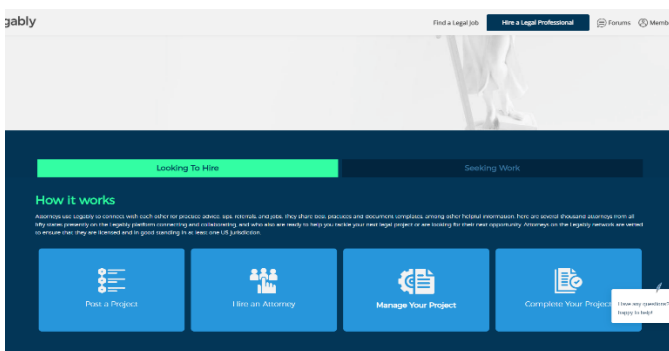 gably
Find a Legal Job
Hire a Legal Professional
Forums
Memb
Looking To Hire
Seeking Work
How it works
Attorneys use Legably to connect with each other for practice advice, tips, referrals, and jobs. They share best practices and document templates, among other helpful information. There are several thousand attorneys from all
fifty states presently on the Legably platform connecting and collaborating, and who also are ready to help you tackle your next legal project or are looking for their next opportunity. Attorneys on the Legably network are vetted
to ensure that they are licensed and in good standing in at least one US jurisdiction.
Post a Project
Hire an Attorney
Manage Your Project
Complete Your Project
Have any questions?
happy to help!